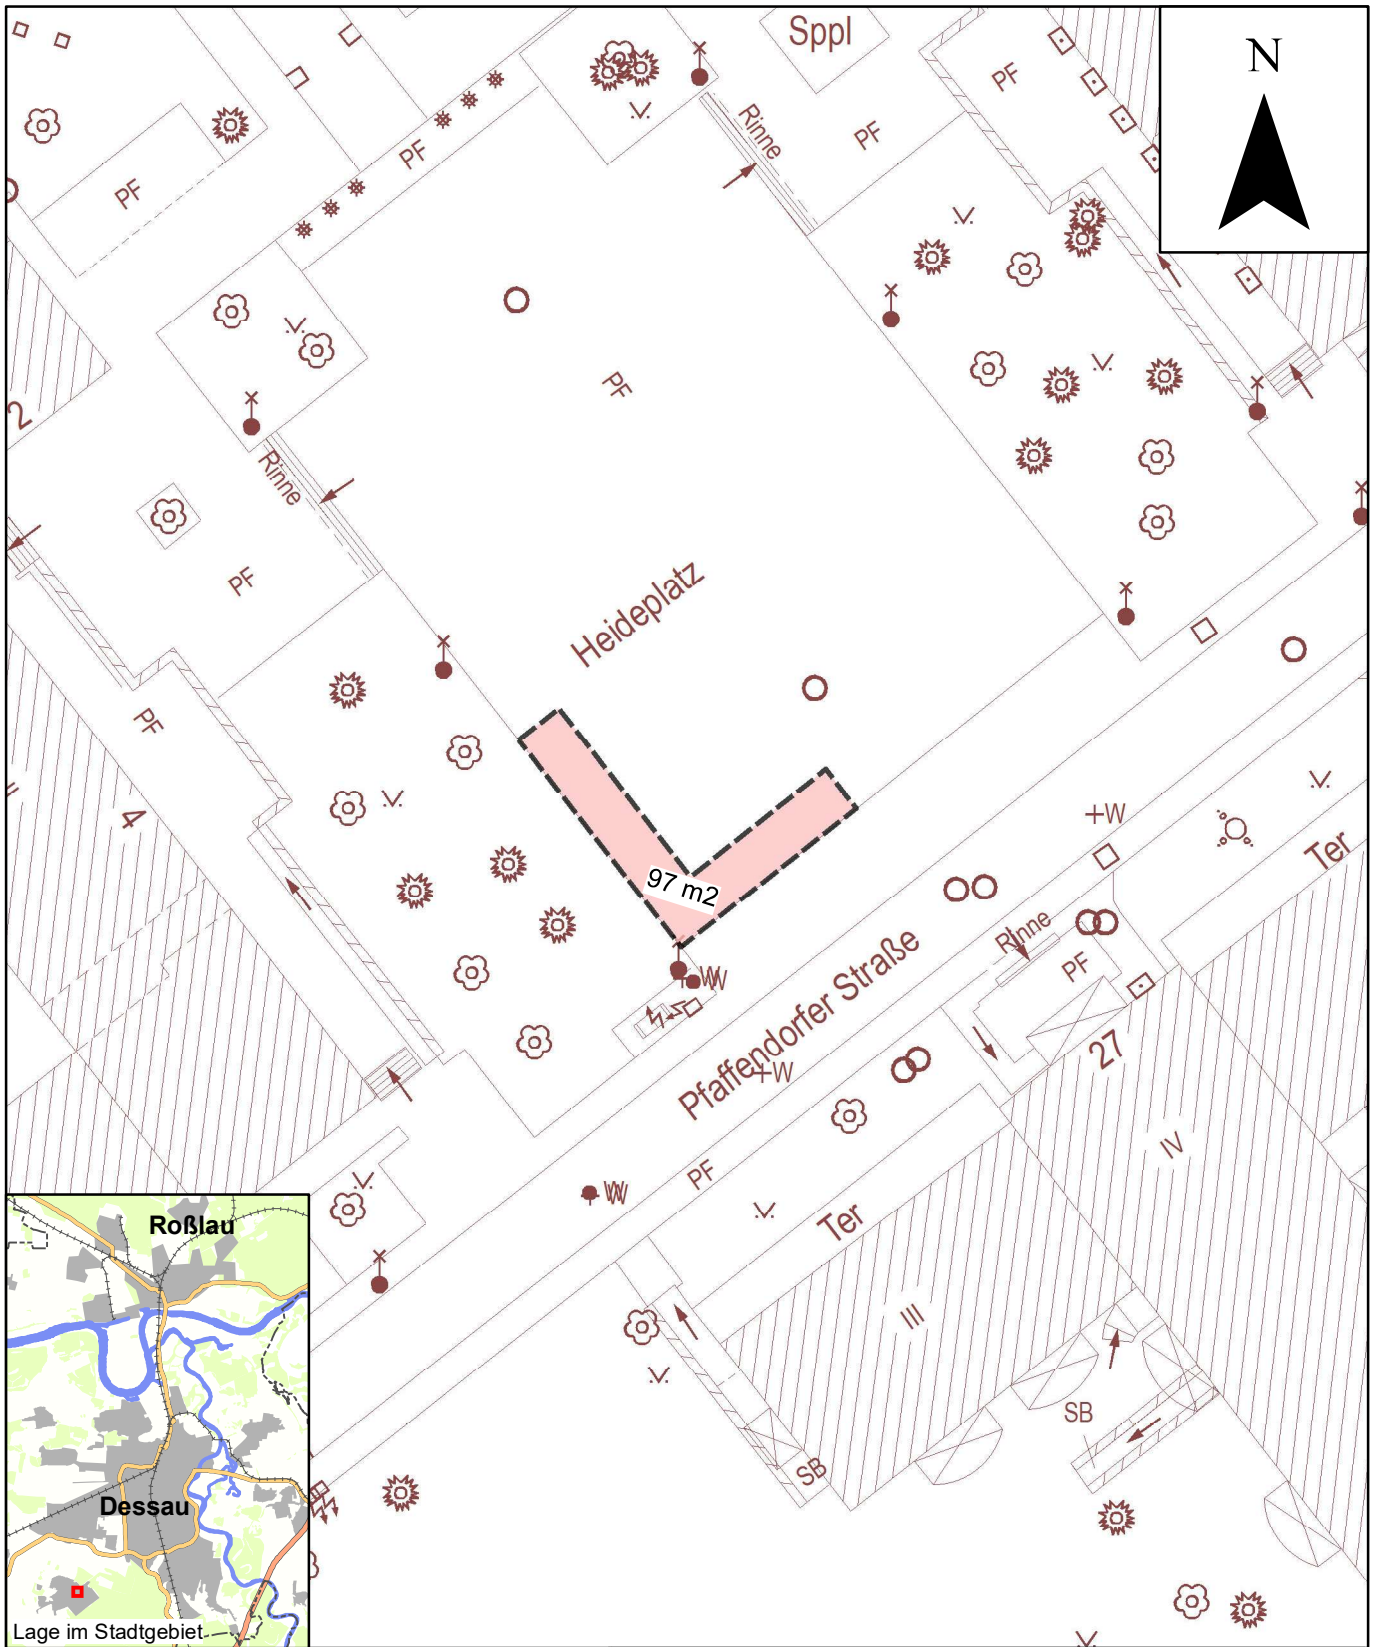 Sppl
N
PF
PF
Rinne
PF
PF
PF
2
Rinne
PF
Heideplatz
PF
4
97 m2
W
Ter
Rinne
PF
W
Pfaffendorfer Straße
W
27
PF
W
Ter
IV
III
SB
SB
Roßlau
Dessau
Lage im Stadtgebiet